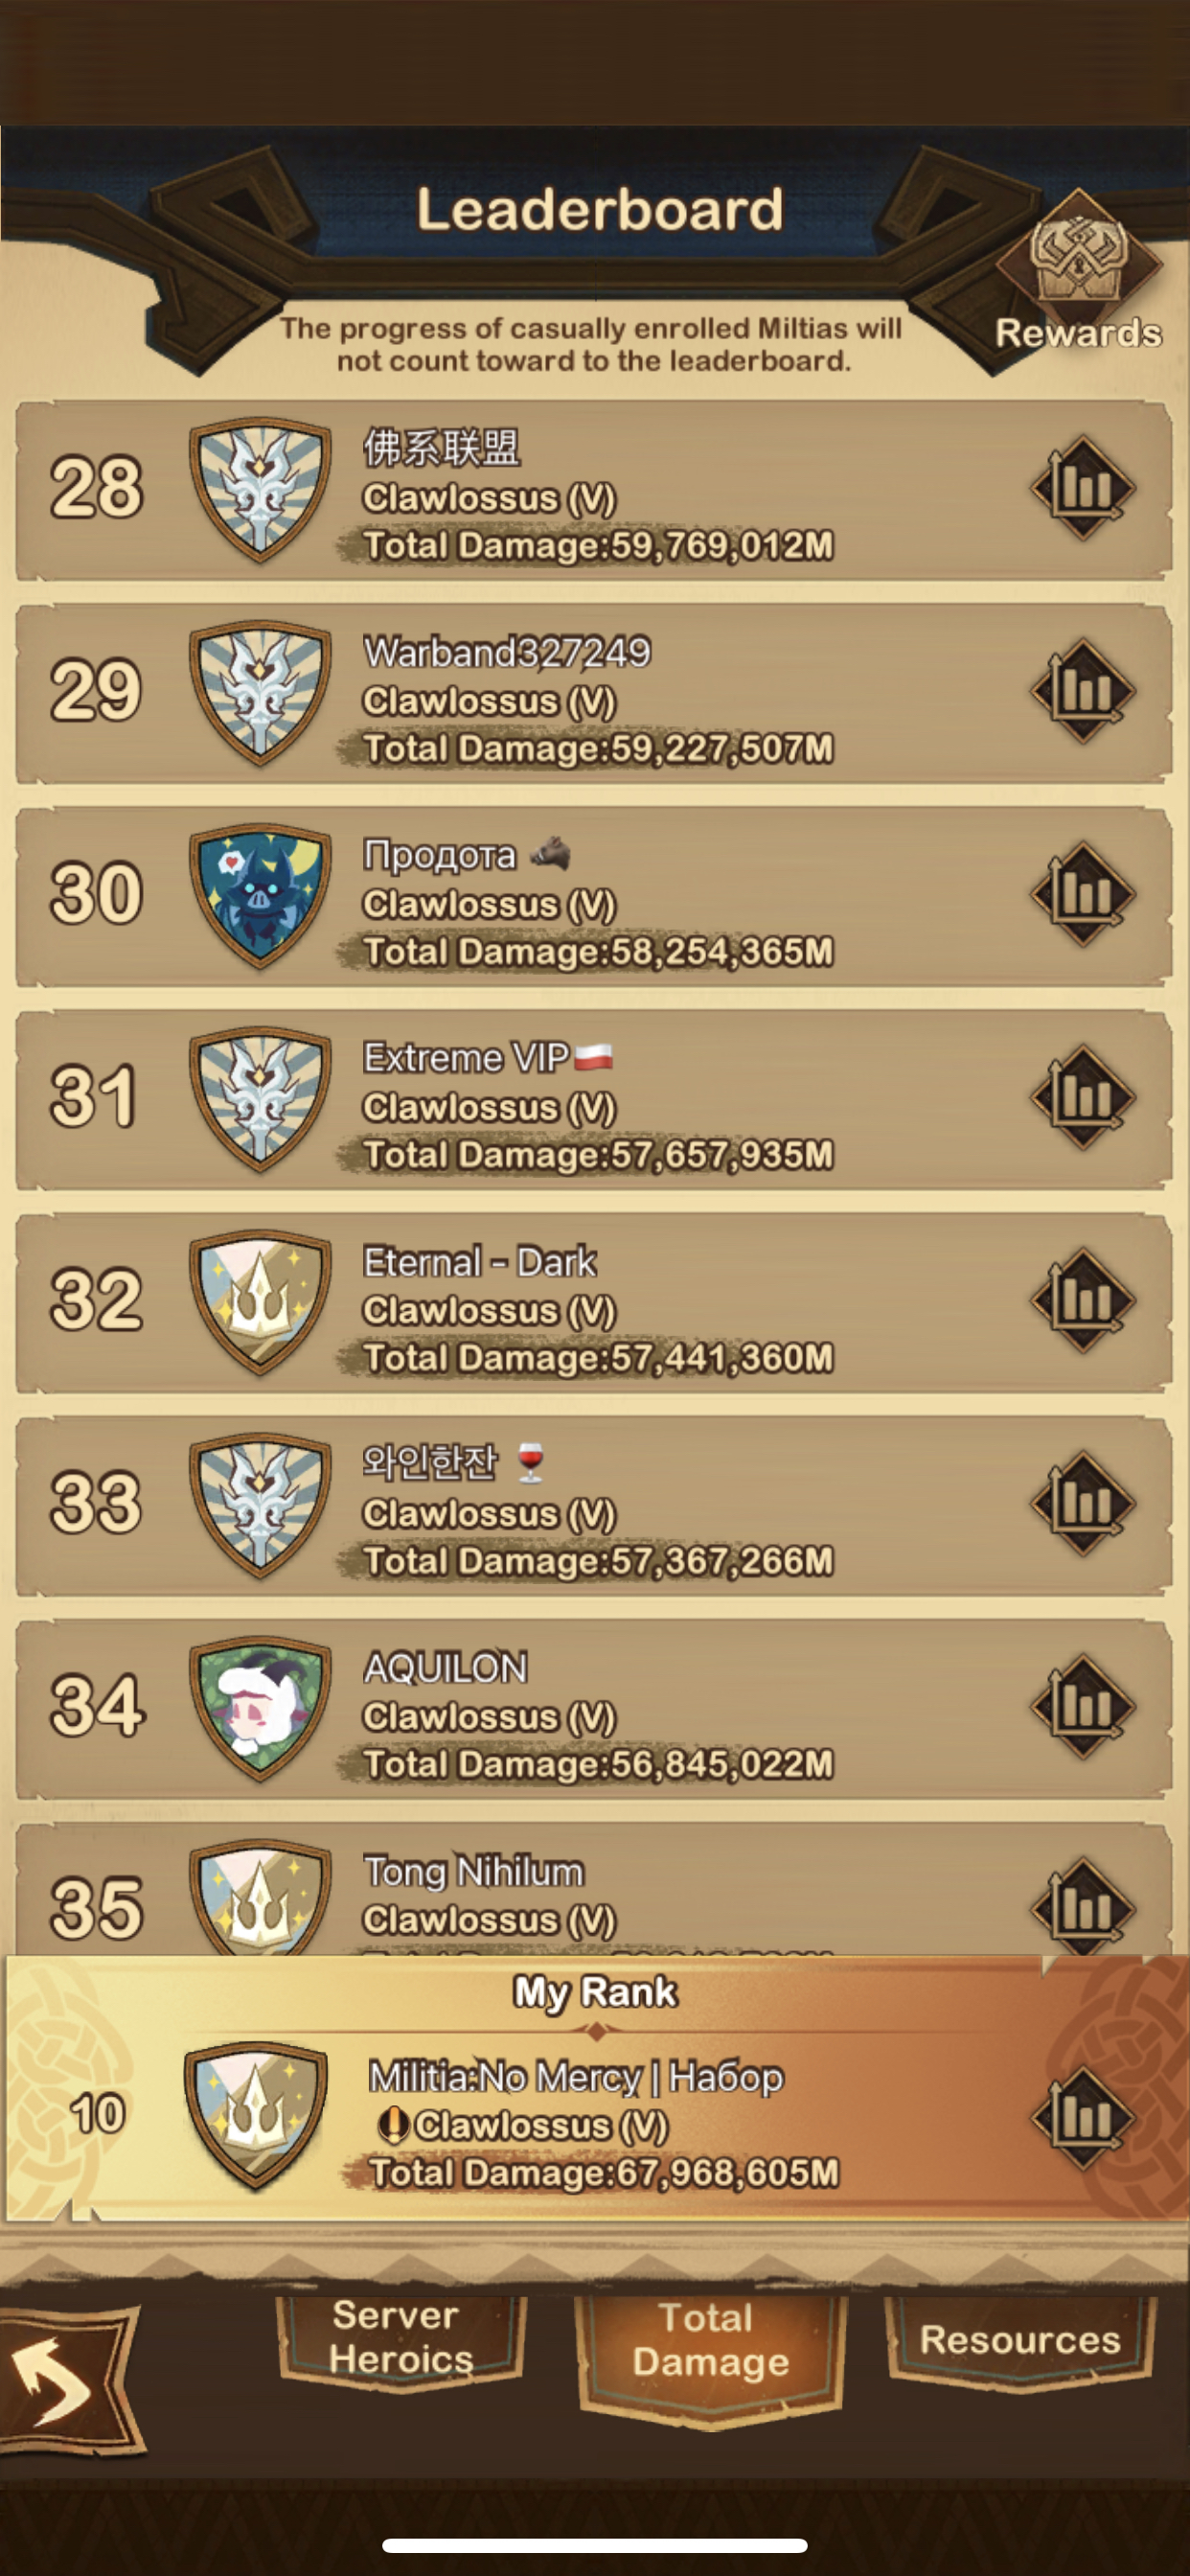 Leaderboard
Rewards
The progress of casually enrolled Miltias will
not count toward to the leaderboard.
28
佛系联盟
Clawlossus (V)
Total Damage:59,769,012M
29
Warband327249
Clawlossus (V)
Total Damage:59,227,507M
30
Продота 🐗
Clawlossus (V)
Total Damage:58,254,365M
31
Extreme VIP🇵🇱
Clawlossus (V)
Total Damage:57,657,935M
32
Eternal - Dark
Clawlossus (V)
Total Damage:57,441,360M
33
와인한잔 🍷
Clawlossus (V)
Total Damage:57,367,266M
34
AQUILON
Clawlossus (V)
Total Damage:56,845,022M
35
Tong Nihilum
Clawlossus (V)
My Rank
10
Militia:No Mercy | Набор
Clawlossus (V)
Total Damage:67,968,605M
Server
Heroics
Total
Damage
Resources